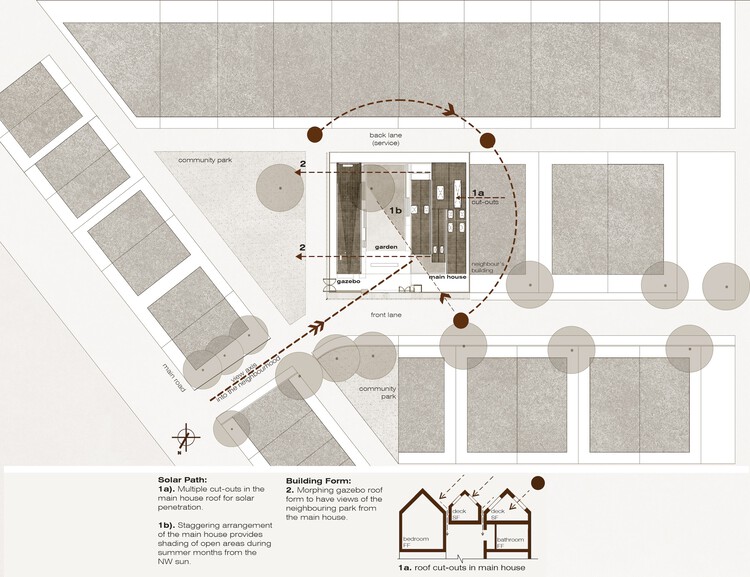 back lane
(service)
community park
2
1a
cut-outs
1b
2
garden
neighbour's
building
main house
gazebo
front lane
view axis
into the neighbourhood
main road
community
park
N
Solar Path:
1a). Multiple cut-outs in the
main house roof for solar
penetration.
1b). Staggering arrangement
of the main house provides
shading of open areas during
summer months from the
NW sun.
Building Form:
2. Morphing gazebo roof
form to have views of the
neighbouring park from
the main house.
deck
SF
deck
SF
bedroom
FF
bathroom
FF
1a. roof cut-outs in main house